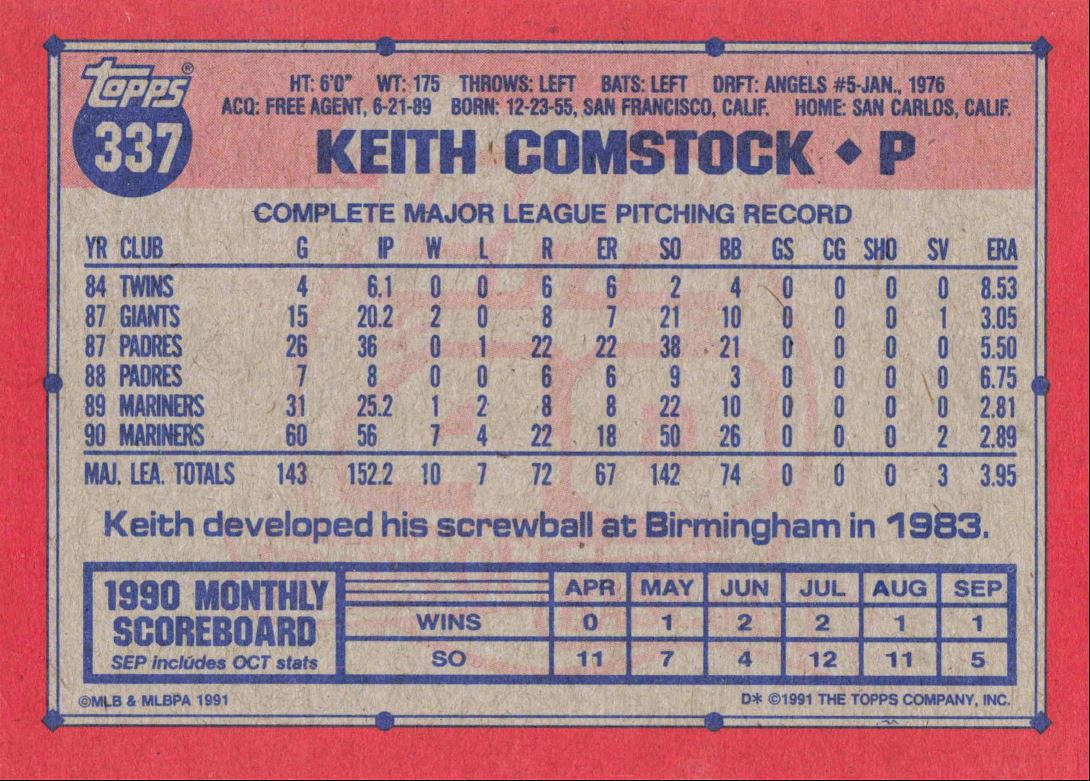 topps®
337
HT: 6'0" WT: 175 THROWS: LEFT BATS: LEFT DRFT: ANGELS #5-JAN., 1976
ACQ: FREE AGENT, 6-21-89 BORN: 12-23-55, SAN FRANCISCO, CALIF. HOME: SAN CARLOS, CALIF.
KEITH COMSTOCK ◆ P
COMPLETE MAJOR LEAGUE PITCHING RECORD
YR CLUB G IP W L R ER SO BB GS CG SHO SV ERA
84 TWINS 4 6.1 0 0 6 6 2 4 0 0 0 0 8.53
87 GIANTS 15 20.2 2 0 8 7 21 10 0 0 0 1 3.05
87 PADRES 26 36 0 1 22 22 38 21 0 0 0 0 5.50
88 PADRES 7 8 0 0 6 6 9 3 0 0 0 0 6.75
89 MARINERS 31 25.2 1 2 8 8 22 10 0 0 0 0 2.81
90 MARINERS 60 56 7 4 22 18 50 26 0 0 0 2 2.89
MAJ. LEA. TOTALS 143 152.2 10 7 72 67 142 74 0 0 0 3 3.95
Keith developed his screwball at Birmingham in 1983.
1990 MONTHLY
SCOREBOARD
SEP includes OCT stats
APR MAY JUN JUL AUG SEP
WINS 0 1 2 2 1 1
SO 11 7 4 12 11 5
©MLB & MLBPA 1991
D* ©1991 THE TOPPS COMPANY, INC.